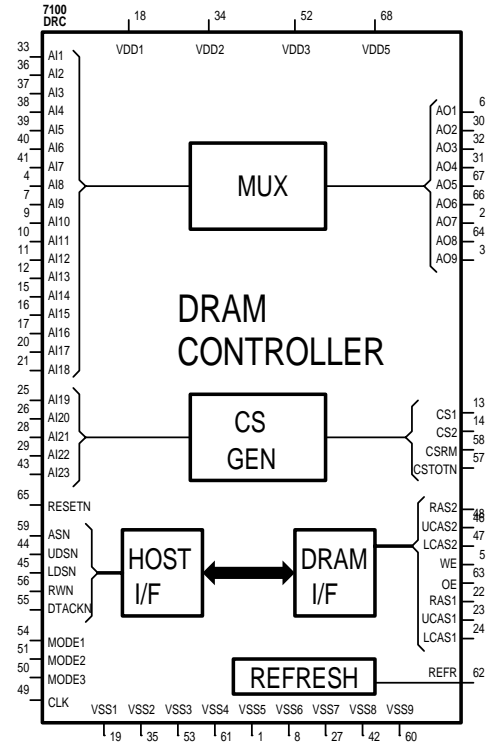 7100
DRC
18 34 52 68
VDD1 VDD2 VDD3 VDD5
33 AI1
36 AI2
37 AI3
38 AI4
39 AI5
40 AI6
41 AI7
4 AI8
7 AI9
9 AI10
10 AI11
11 AI12
12 AI13
15 AI14
16 AI15
17 AI16
20 AI17
21 AI18
MUX
AO1 6
AO2 30
AO3 32
AO4 31
AO5 67
AO6 66
AO7 2
AO8 64
AO9 3
DRAM
CONTROLLER
25 AI19
26 AI20
28 AI21
29 AI22
43 AI23
CS
GEN
CS1 13
CS2 14
CSRM 58
CSTOTN 57
65 RESETN
59 ASN
44 UDSN
45 LDSN
56 RWN
55 DTACKN
HOST
I/F
DRAM
I/F
RAS2 48
UCAS2 46
LCAS2 47
WE 5
OE 63
RAS1 22
UCAS1 23
LCAS1 24
54 MODE1
51 MODE2
50 MODE3
49 CLK
REFRESH
REFR 62
VSS1 VSS2 VSS3 VSS4 VSS5 VSS6 VSS7 VSS8 VSS9
19 35 53 61 1 8 27 42 60